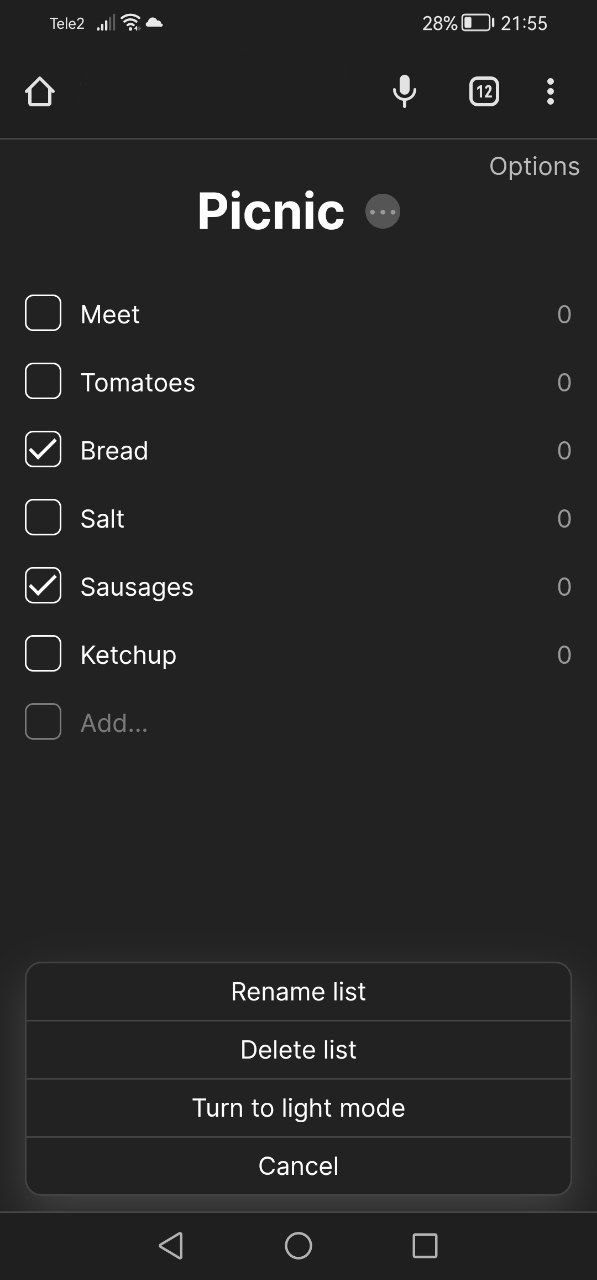 Tele2 28% 21:55
12
Options
Picnic
Meet 0
Tomatoes 0
Bread 0
Salt 0
Sausages 0
Ketchup 0
Add...
Rename list
Delete list
Turn to light mode
Cancel